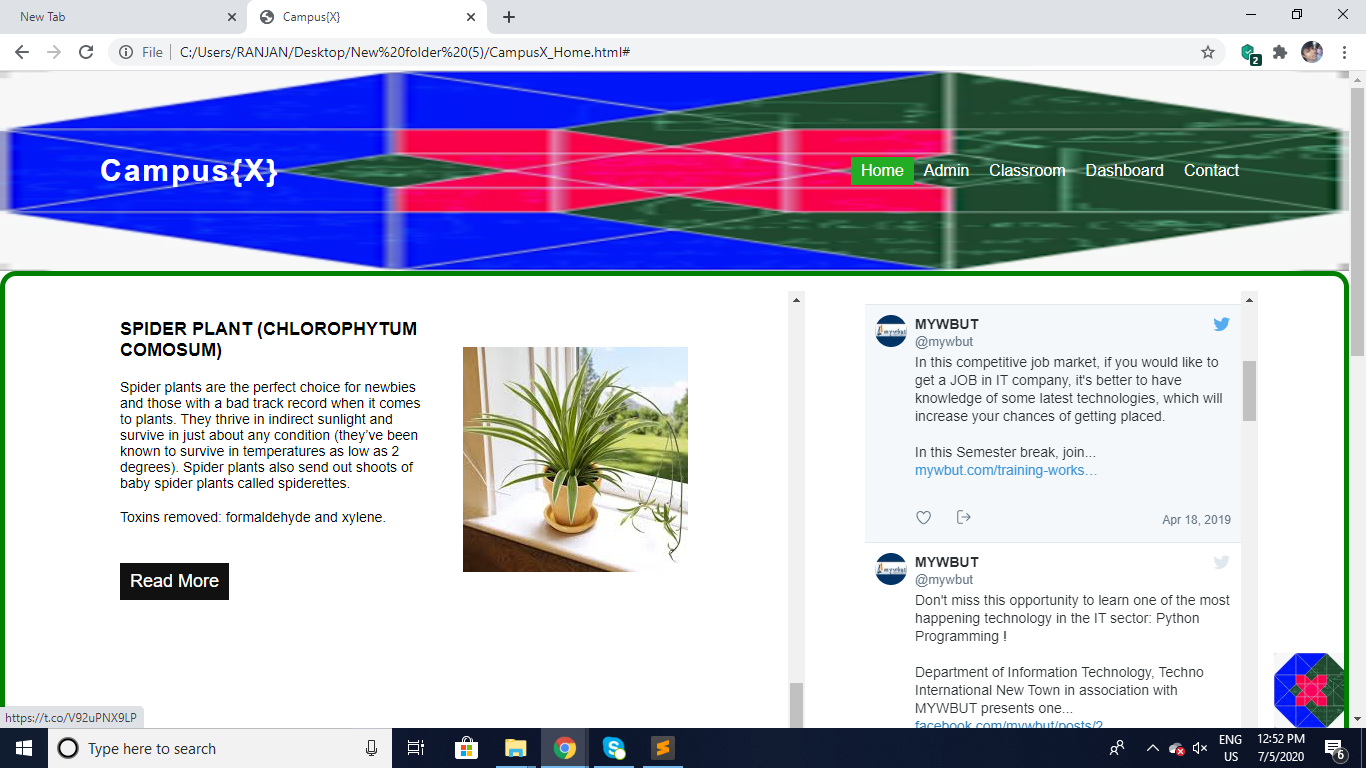 New Tab
Campus{X}
File
C:/Users/RANJAN/Desktop/New%20folder%20(5)/CampusX_Home.html#
2
Campus{X}
Home Admin Classroom Dashboard Contact
SPIDER PLANT (CHLOROPHYTUM
COMOSUM)
Spider plants are the perfect choice for newbies
and those with a bad track record when it comes
to plants. They thrive in indirect sunlight and
survive in just about any condition (they’ve been
known to survive in temperatures as low as 2
degrees). Spider plants also send out shoots of
baby spider plants called spiderettes.
Toxins removed: formaldehyde and xylene.
Read More
MYWBUT
@mywbut
In this competitive job market, if you would like to
get a JOB in IT company, it's better to have
knowledge of some latest technologies, which will
increase your chances of getting placed.
In this Semester break, join...
mywbut.com/training-works…
Apr 18, 2019
MYWBUT
@mywbut
Don't miss this opportunity to learn one of the most
happening technology in the IT sector: Python
Programming !
Department of Information Technology, Techno
International New Town in association with
MYWBUT presents one...
facebook.com/mywbut/posts/2
https://t.co/V92uPNX9LP
Type here to search
ENG
US
12:52 PM
7/5/2020
6